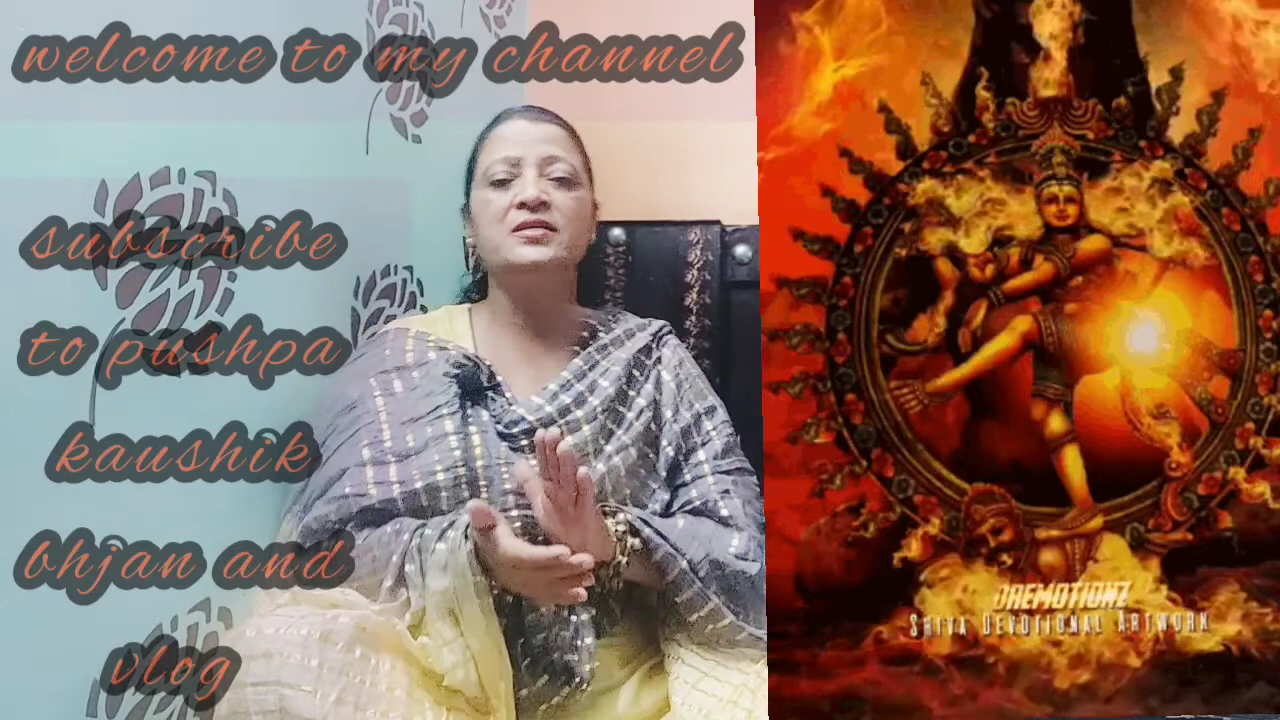 welcome to my channel
subscribe
to pushpa
kaushik
bhjan and
vlog
DREMOTIONZ
SHIVA DEVOTIONAL ARTWORK